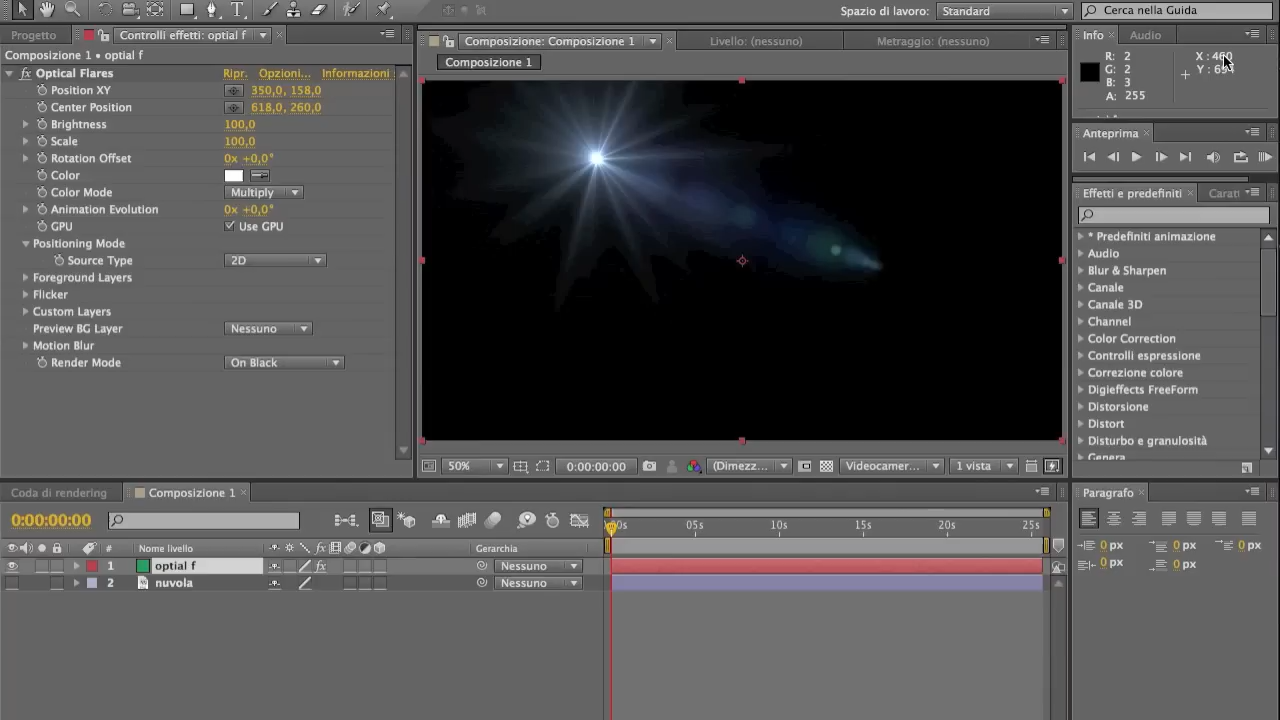 Spazio di lavoro: Standard Cerca nella Guida
Progetto Controlli effetti: optial f
Composizione 1 • optial f
Optical Flares Ripr. Opzioni... Informazioni
Position XY 350,0, 158,0
Center Position 618,0, 260,0
Brightness 100,0
Scale 100,0
Rotation Offset 0x +0,0°
Color
Color Mode Multiply
Animation Evolution 0x +0,0°
GPU Use GPU
Positioning Mode
Source Type 2D
Foreground Layers
Flicker
Custom Layers
Preview BG Layer Nessuno
Motion Blur
Render Mode On Black
Composizione: Composizione 1 Livello: (nessuno) Metraggio: (nessuno)
Composizione 1
50% 0:00:00:00 (Dimezz... Videocamer... 1 vista
Info Audio
R: 2 X : 460
G: 2 Y : 694
B: 3
A: 255
Anteprima
Effetti e predefiniti Caratt
* Predefiniti animazione
Audio
Blur & Sharpen
Canale
Canale 3D
Channel
Color Correction
Controlli espressione
Correzione colore
Digieffects FreeForm
Distorsione
Distort
Disturbo e granulosità
Genera
Coda di rendering Composizione 1
0:00:00:00
05s 10s 15s 20s 25s
# Nome livello fx Gerarchia
1 optial f fx Nessuno
2 nuvola Nessuno
Paragrafo
0 px 0 px 0 px
0 px 0 px